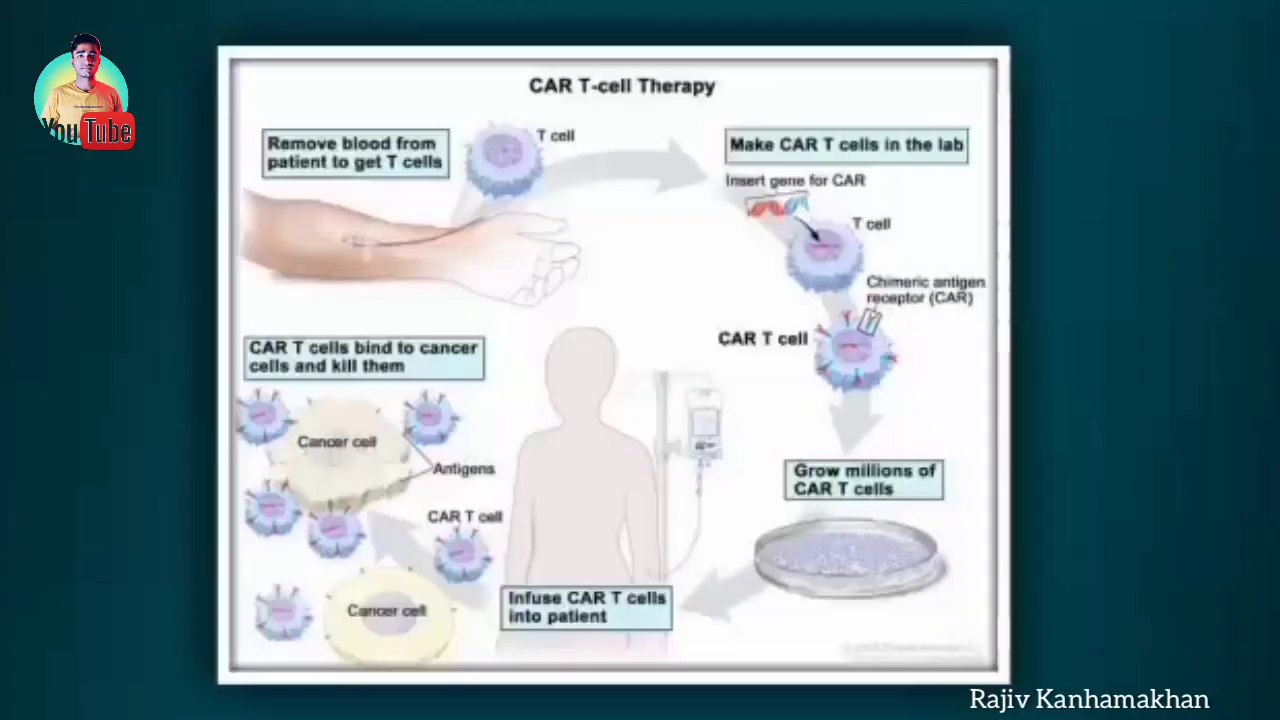 YouTube
CAR T-cell Therapy
Remove blood from
patient to get T cells
T cell
Make CAR T cells in the lab
Insert gene for CAR
T cell
Chimeric antigen
receptor (CAR)
CAR T cell
Grow millions of
CAR T cells
Infuse CAR T cells
into patient
CAR T cells bind to cancer
cells and kill them
Cancer cell
Antigens
CAR T cell
Cancer cell
Rajiv Kanhamakhan